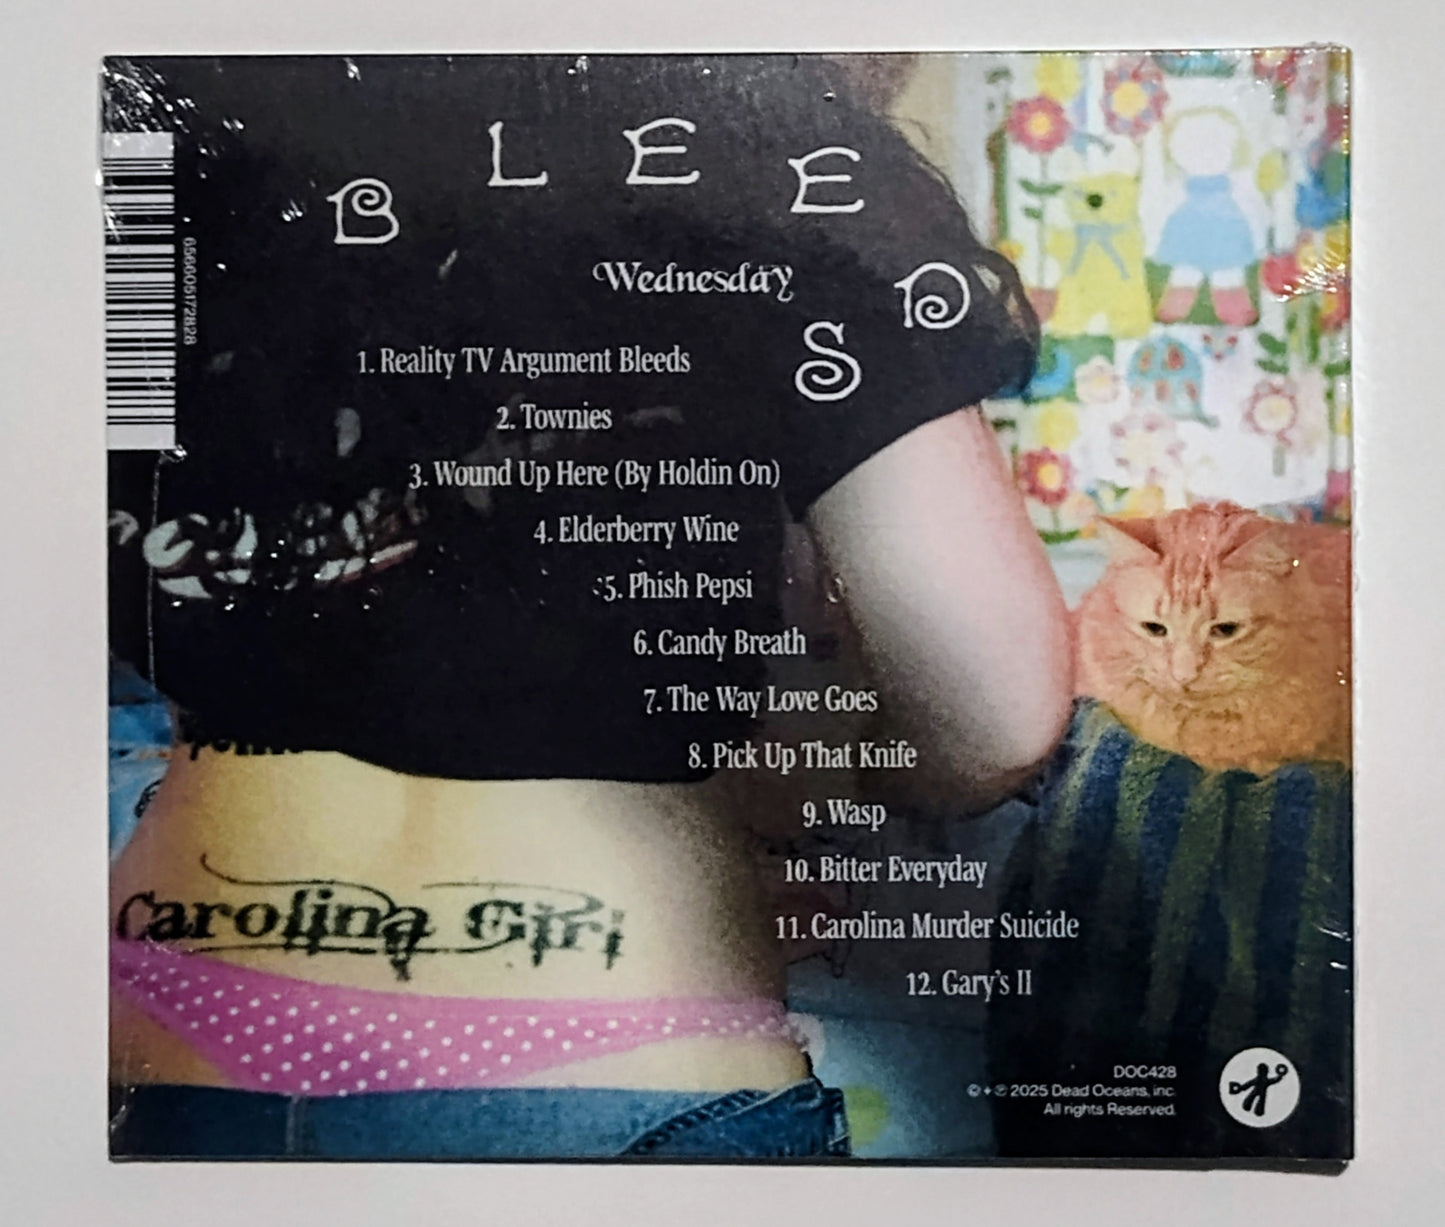 BLEEDS
Wednesday
1. Reality TV Argument Bleeds
2. Townies
3. Wound Up Here (By Holdin On)
4. Elderberry Wine
5. Phish Pepsi
6. Candy Breath
7. The Way Love Goes
8. Pick Up That Knife
9. Wasp
10. Bitter Everyday
11. Carolina Murder Suicide
12. Gary's II
Carolina Girl
656605172828
DOC428
© + ℗ 2025 Dead Oceans, inc.
All rights Reserved.